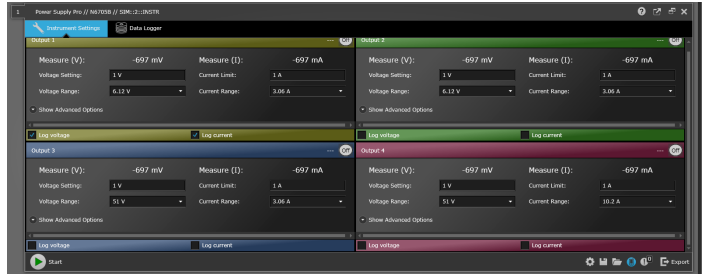 1 Power Supply Pro // N6705B // SIM::2::INSTR
Instrument Settings Data Logger
Output 1 --- Off
Measure (V): -697 mV Measure (I): -697 mA
Voltage Setting: 1 V Current Limit: 1 A
Voltage Range: 6.12 V Current Range: 3.06 A
Show Advanced Options
Log voltage Log current
Output 2 --- Off
Measure (V): -697 mV Measure (I): -697 mA
Voltage Setting: 1 V Current Limit: 1 A
Voltage Range: 6.12 V Current Range: 3.06 A
Show Advanced Options
Log voltage Log current
Output 3 --- Off
Measure (V): -697 mV Measure (I): -697 mA
Voltage Setting: 1 V Current Limit: 1 A
Voltage Range: 51 V Current Range: 3.06 A
Show Advanced Options
Log voltage Log current
Output 4 --- Off
Measure (V): -697 mV Measure (I): -697 mA
Voltage Setting: 1 V Current Limit: 1 A
Voltage Range: 51 V Current Range: 10.2 A
Show Advanced Options
Log voltage Log current
Start 0 Export